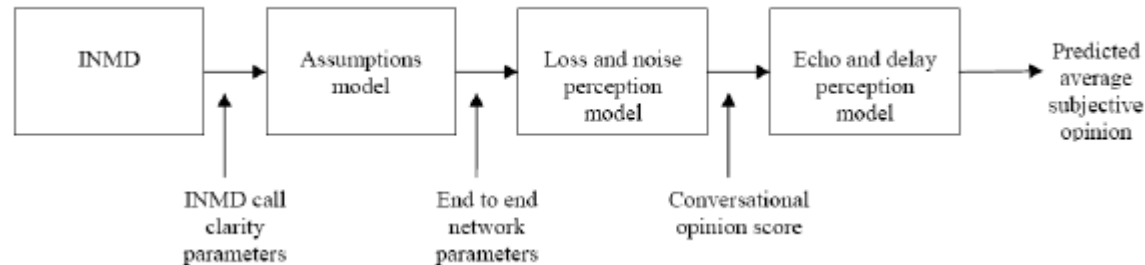 INMD
Assumptions
model
Loss and noise
perception model
model
Echo and delay
perception
model
Predicted
average
subjective
opinion
INMD call
clarity
parameters
End to end
network
parameters
Conversational
opinion score